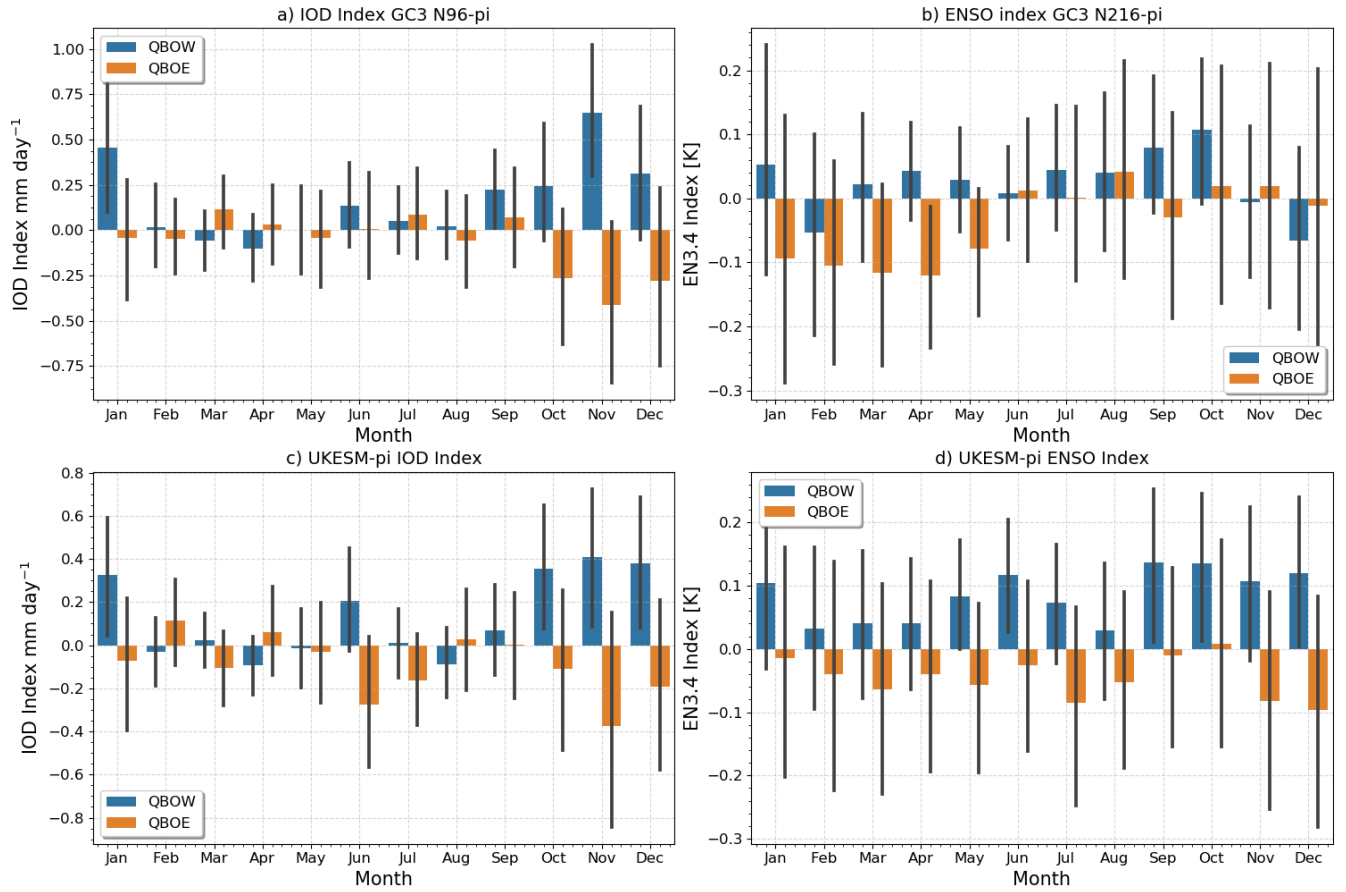 a) IOD Index GC3 N96-pi
QBOW
QBOE
IOD Index mm day⁻¹
1.00
0.75
0.50
0.25
0.00
−0.25
−0.50
−0.75
Jan Feb Mar Apr May Jun Jul Aug Sep Oct Nov Dec
Month
b) ENSO index GC3 N216-pi
EN3.4 Index [K]
0.2
0.1
0.0
−0.1
−0.2
−0.3
QBOW
QBOE
Jan Feb Mar Apr May Jun Jul Aug Sep Oct Nov Dec
Month
c) UKESM-pi IOD Index
IOD Index mm day⁻¹
0.8
0.6
0.4
0.2
0.0
−0.2
−0.4
−0.6
−0.8
QBOW
QBOE
Jan Feb Mar Apr May Jun Jul Aug Sep Oct Nov Dec
Month
d) UKESM-pi ENSO Index
QBOW
QBOE
EN3.4 Index [K]
0.2
0.1
0.0
−0.1
−0.2
−0.3
Jan Feb Mar Apr May Jun Jul Aug Sep Oct Nov Dec
Month